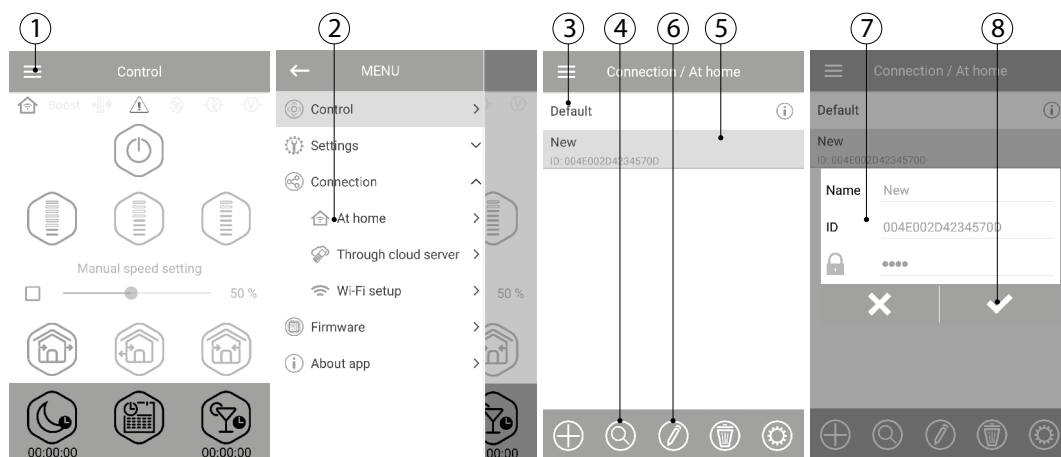 1
2
3
4
6
5
7
8
Control
Boost
Manual speed setting
50 %
00:00:00
00:00:00
MENU
Control
Settings
Connection
At home
Through cloud server
Wi-Fi setup
Firmware
About app
50 %
00:00
Connection / At home
Default
New
ID: 004E002D4234570D
Connection / At home
Default
New
ID: 004E002D4234570D
Name New
ID 004E002D4234570D